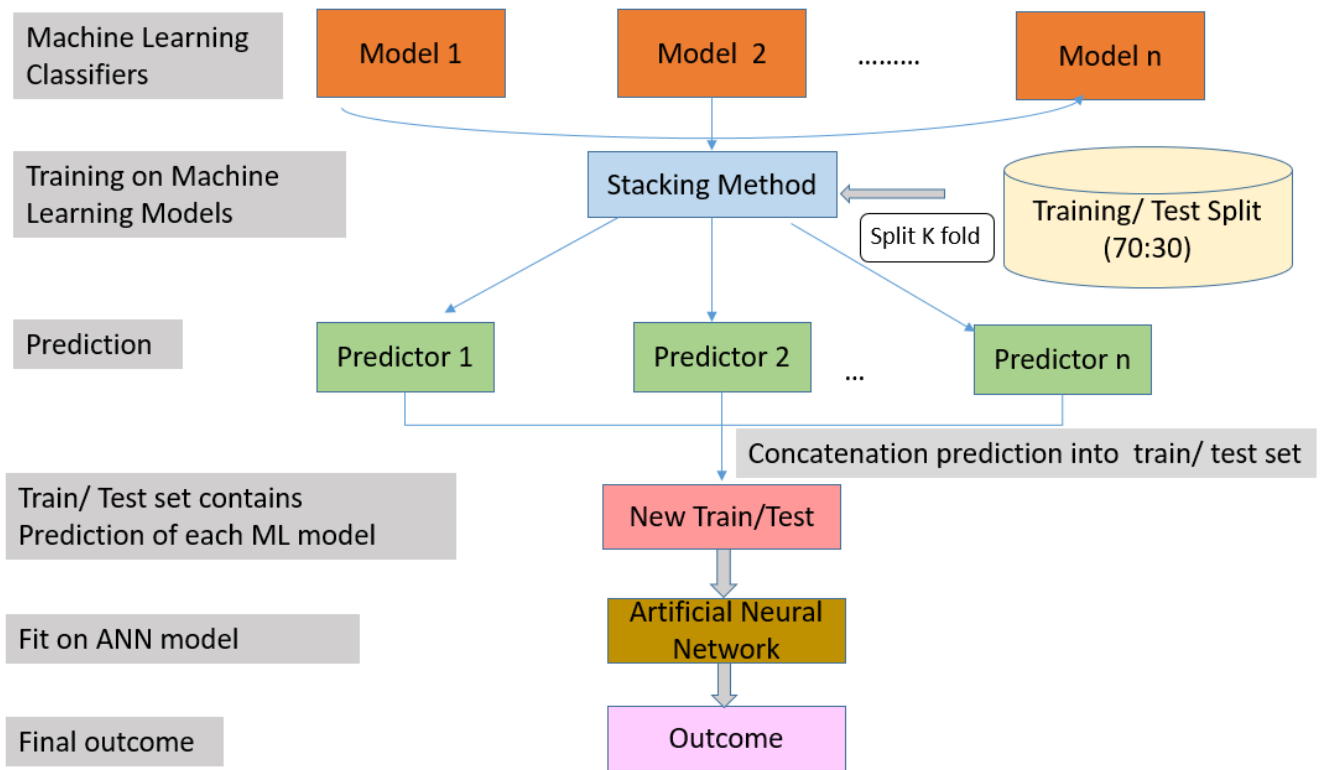 Machine Learning
Classifiers
Model 1
Model 2
.........
Model n
Training on Machine
Learning Models
Stacking Method
Split K fold
Training/ Test Split
(70:30)
Prediction
Predictor 1
Predictor 2
...
Predictor n
Concatenation prediction into train/ test set
Train/ Test set contains
Prediction of each ML model
New Train/Test
Fit on ANN model
Artificial Neural
Network
Final outcome
Outcome